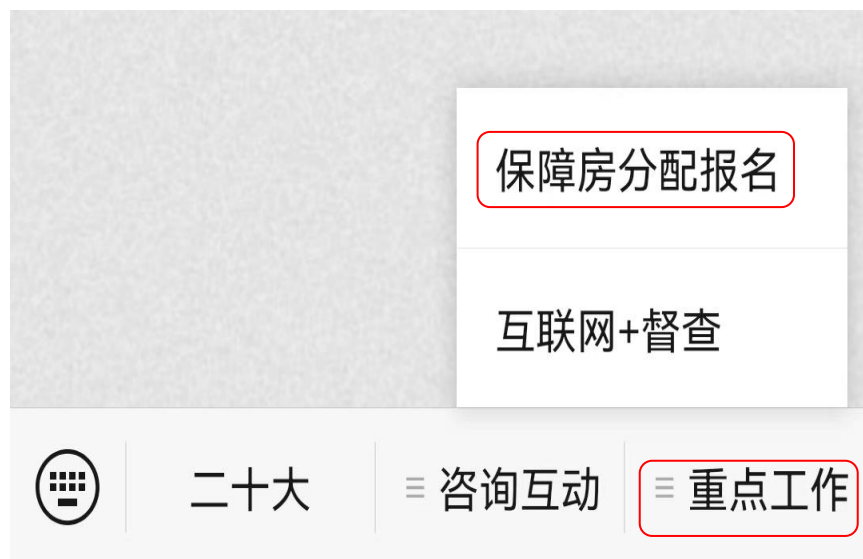 保障房分配报名
互联网+督查
二十大
咨询互动
重点工作